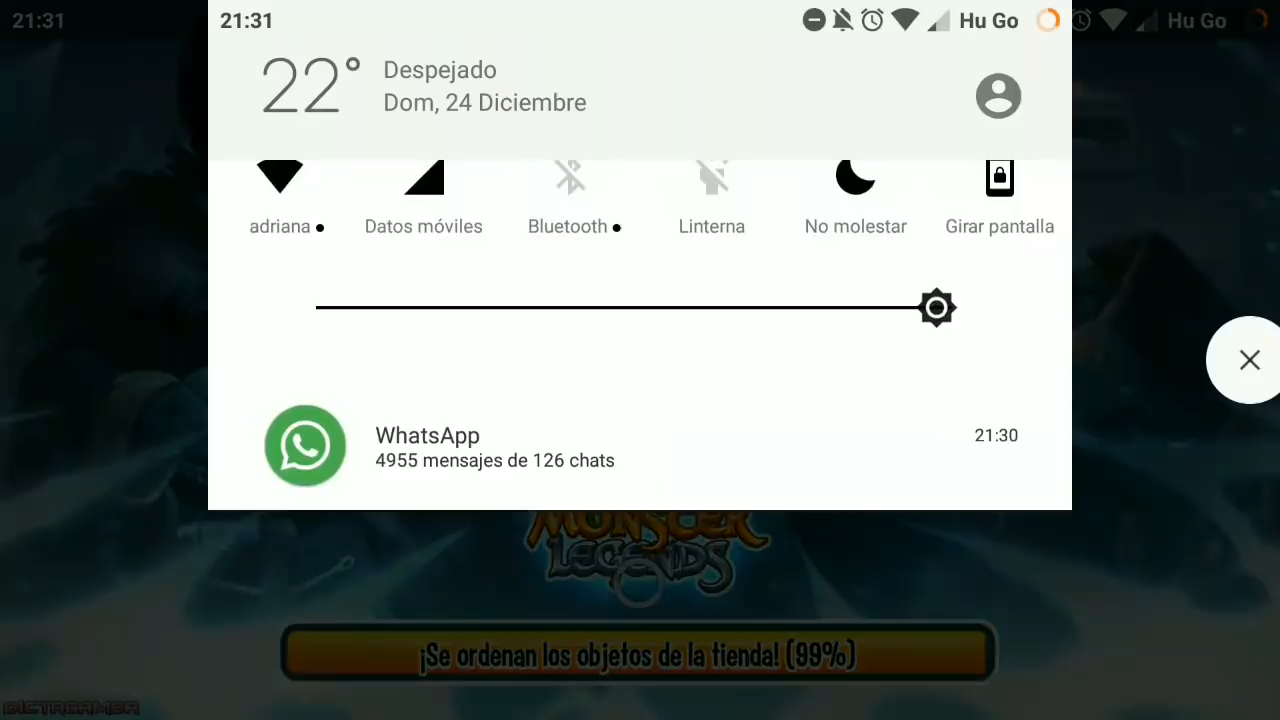 21:31
21:31
Hu Go
Hu Go
22°
Despejado
Dom, 24 Diciembre
adriana
Datos móviles
Bluetooth
Linterna
No molestar
Girar pantalla
WhatsApp
21:30
4955 mensajes de 126 chats
MONSTER
LEGENDS
¡Se ordenan los objetos de la tienda! (99%)